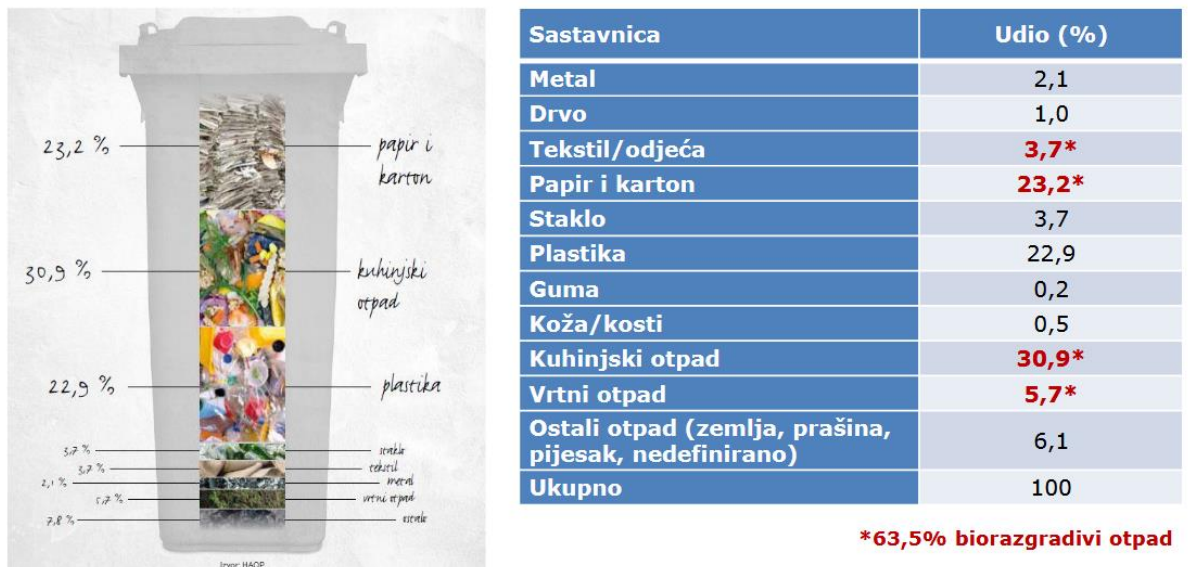 23,2 %
papir i
karton
30,9 %
kuhinjski
otpad
22,9 %
plastika
3,7 %
staklo
3,7 %
tekstil
2,1 %
metal
5,7 %
vrtni otpad
7,8 %
ostalo
Izvor: HAOP
Sastavnica Udio (%)
Metal 2,1
Drvo 1,0
Tekstil/odjeća 3,7*
Papir i karton 23,2*
Staklo 3,7
Plastika 22,9
Guma 0,2
Koža/kosti 0,5
Kuhinjski otpad 30,9*
Vrtni otpad 5,7*
Ostali otpad (zemlja, prašina,
pijesak, nedefinirano) 6,1
Ukupno 100
*63,5% biorazgradivi otpad